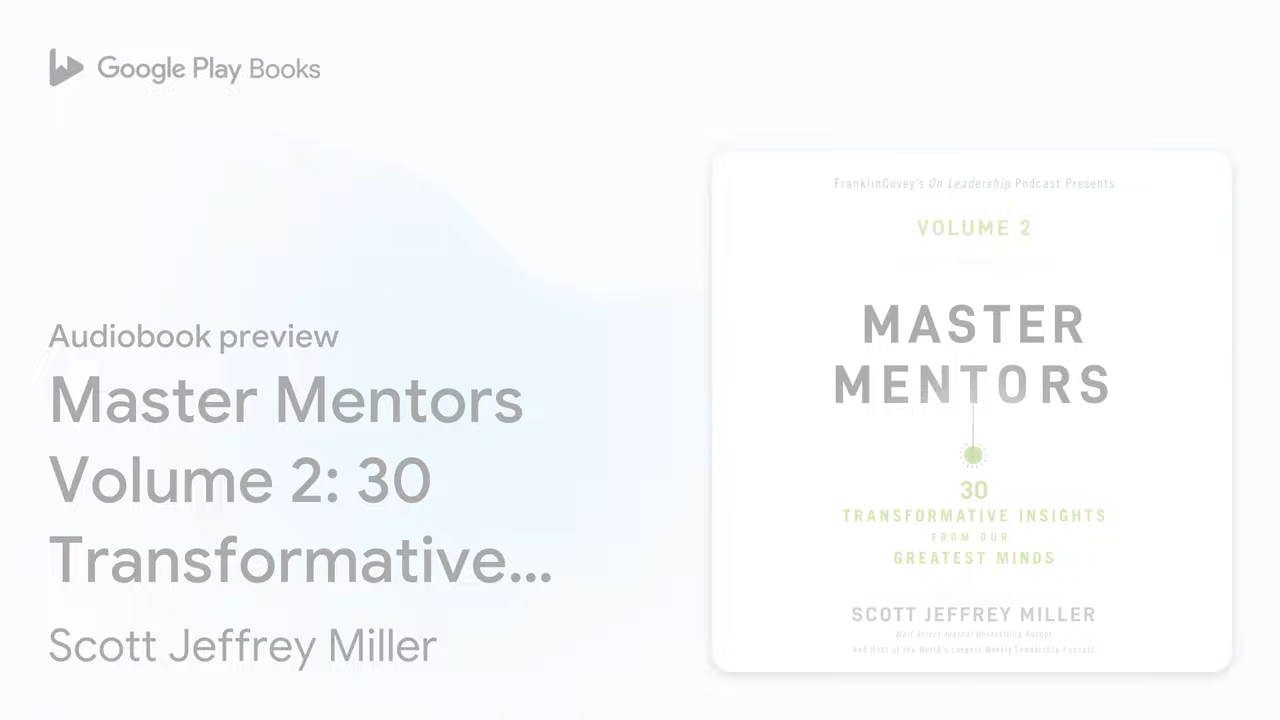 Google Play Books
Audiobook preview
Master Mentors
Volume 2: 30
Transformative...
Scott Jeffrey Miller
FranklinCovey's On Leadership Podcast Presents
VOLUME 2
MASTER
MENTORS
30
TRANSFORMATIVE INSIGHTS
FROM OUR
GREATEST MINDS
SCOTT JEFFREY MILLER
Wall Street Journal Bestselling Author
and Host of the World's Largest Weekly Leadership Podcast